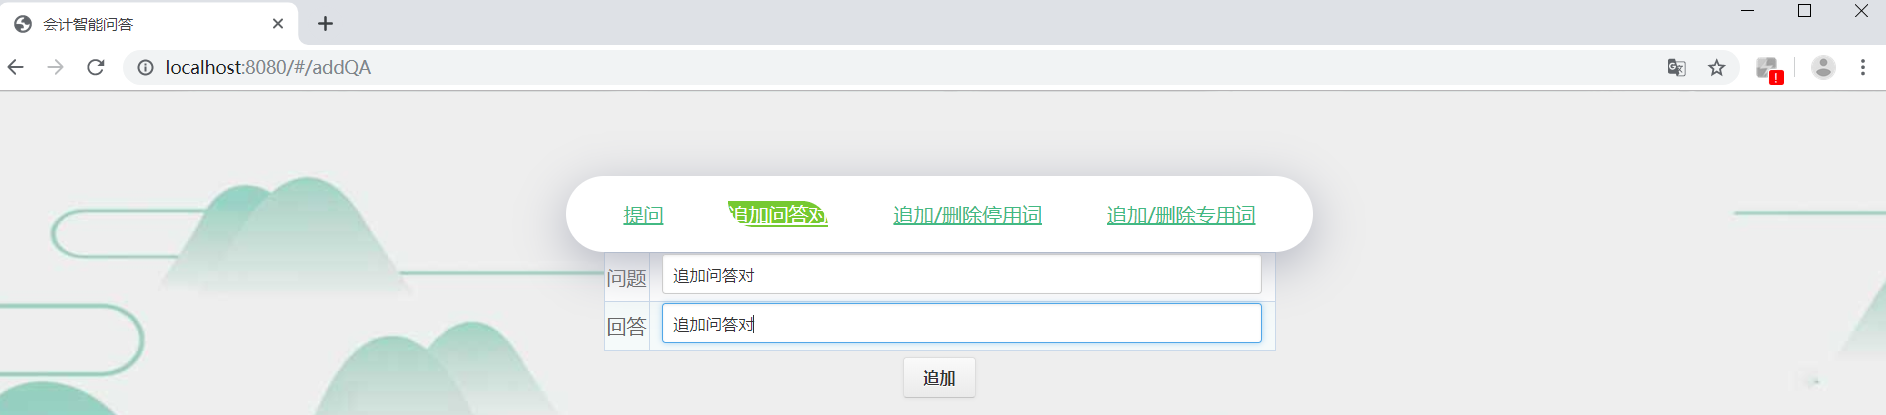 会计智能问答
localhost:8080/#/addQA
提问 追加问答对 追加/删除停用词 追加/删除专用词
问题 追加问答对
回答 追加问答对
追加